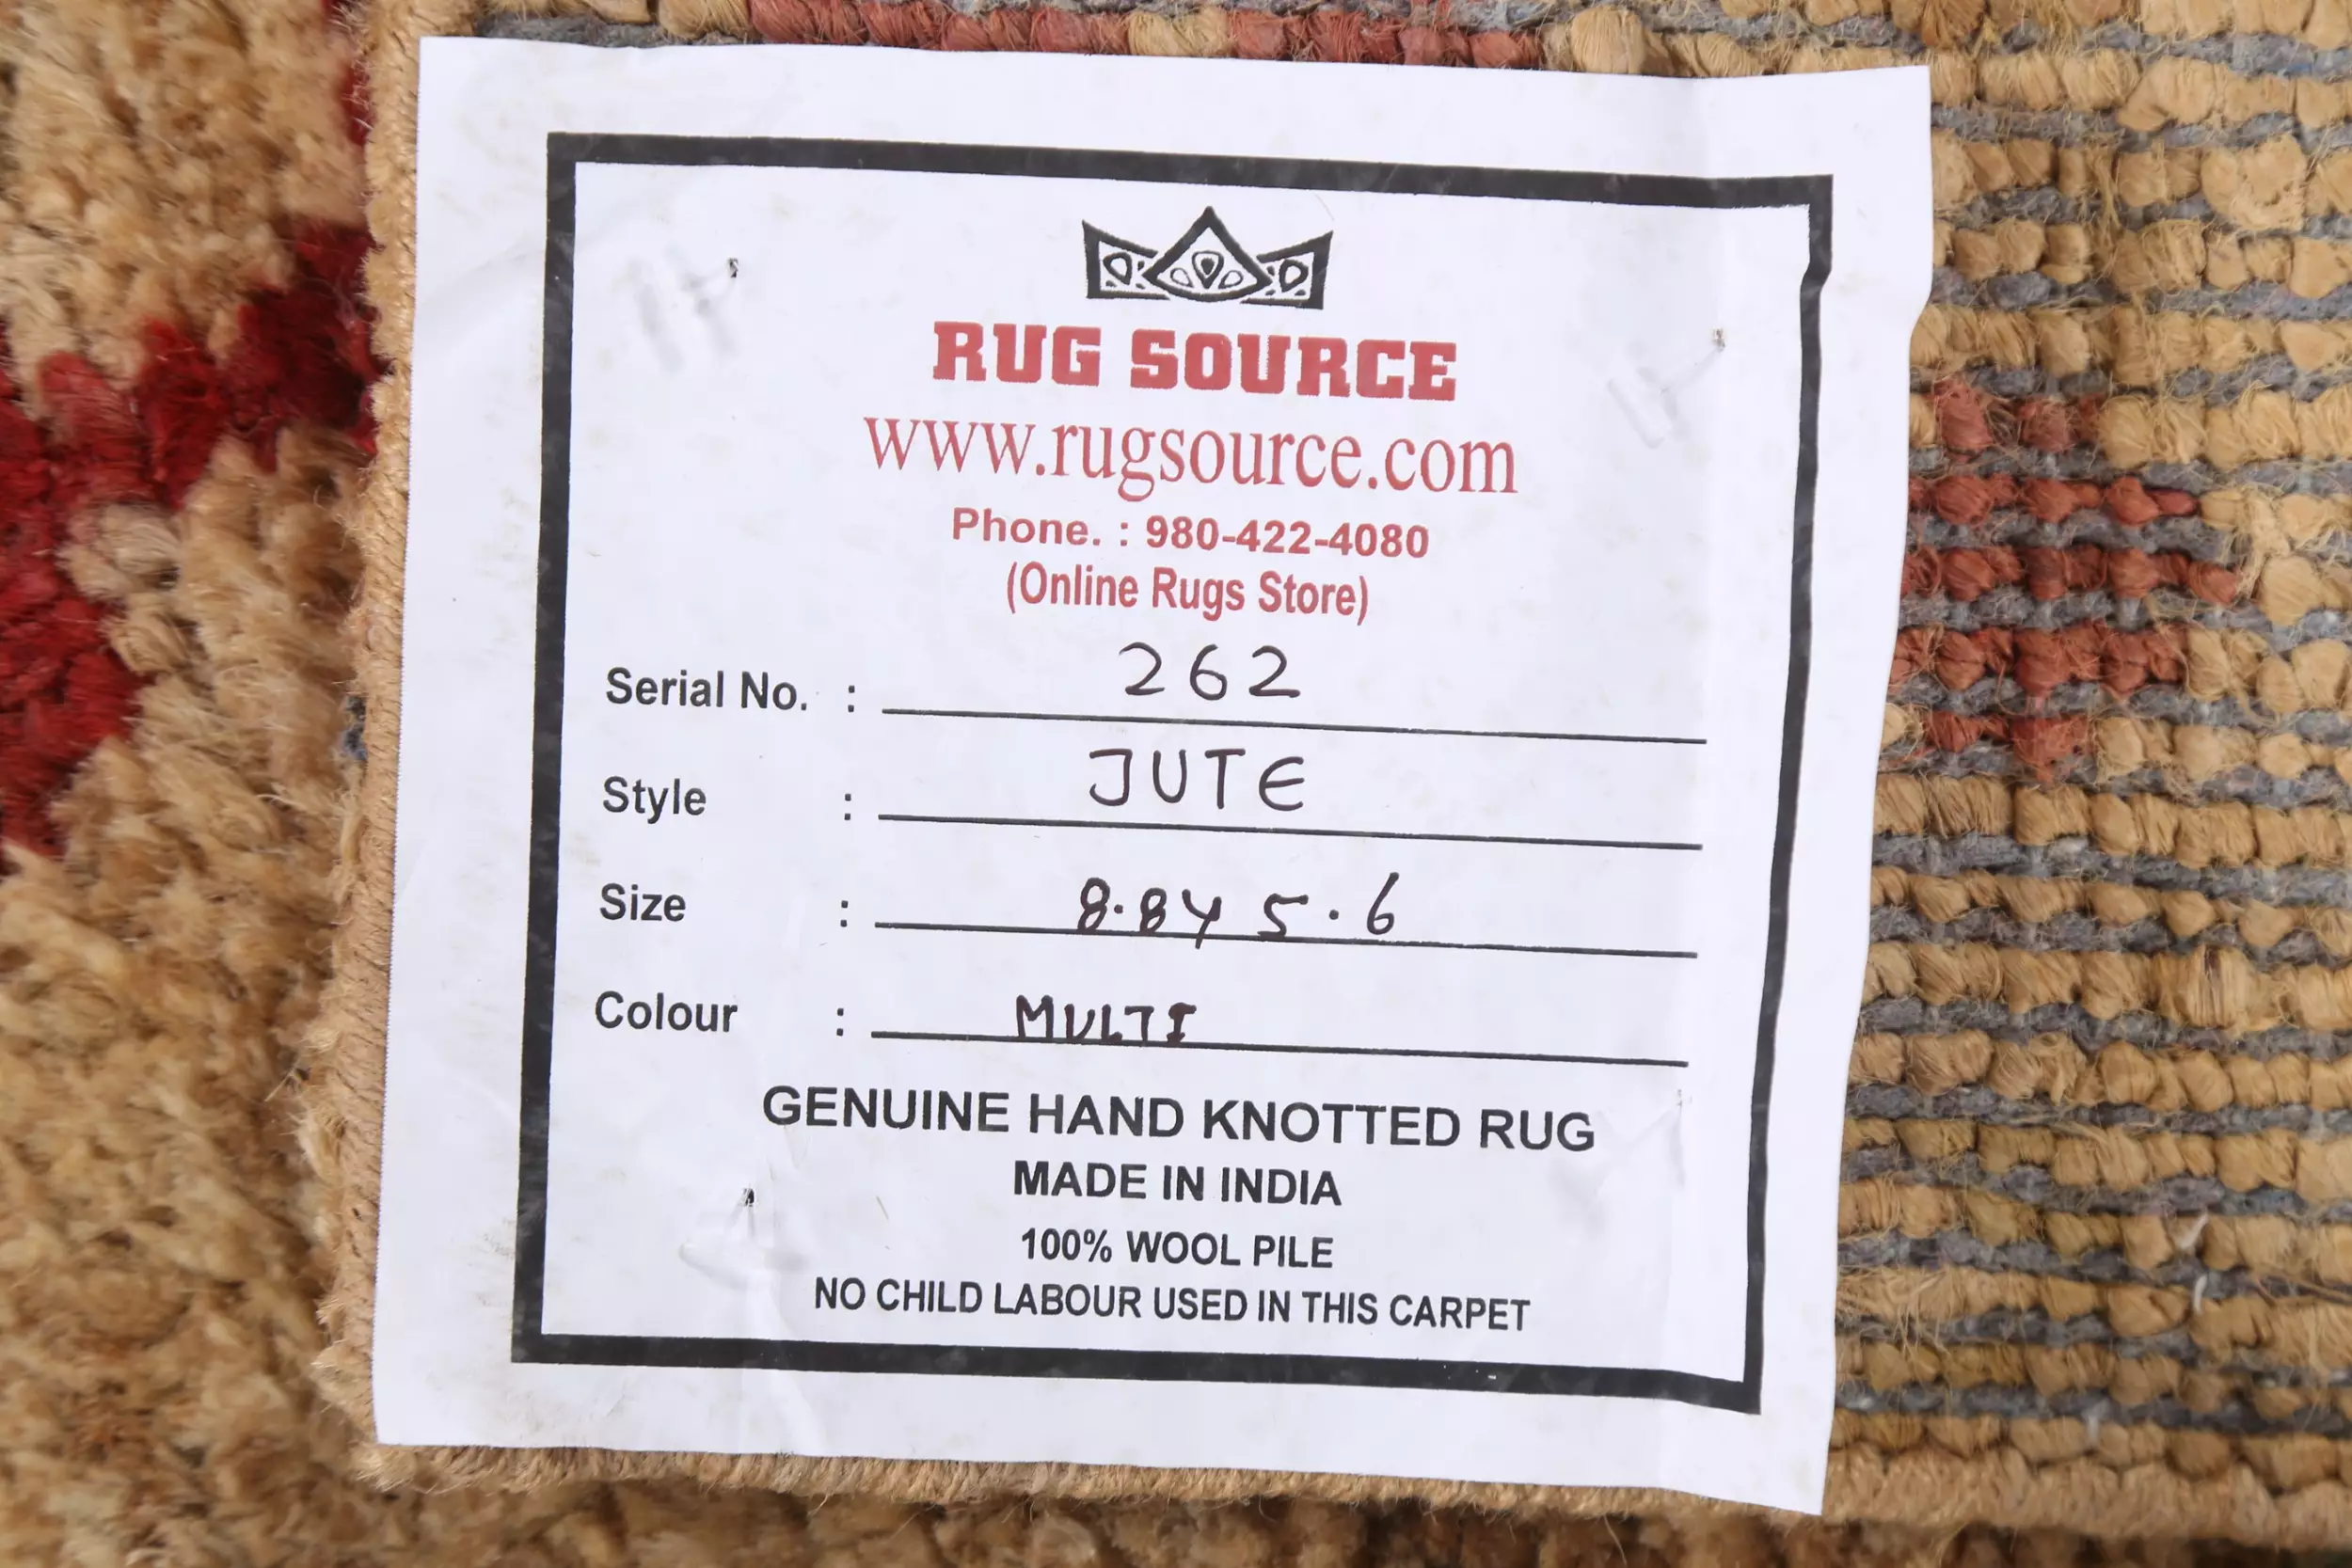 RUG SOURCE
www.rugsource.com
Phone. : 980-422-4080
(Online Rugs Store)
Serial No. : 262
Style : JUTE
Size : 8.8 X 5.6
Colour : MULTI
GENUINE HAND KNOTTED RUG
MADE IN INDIA
100% WOOL PILE
NO CHILD LABOUR USED IN THIS CARPET